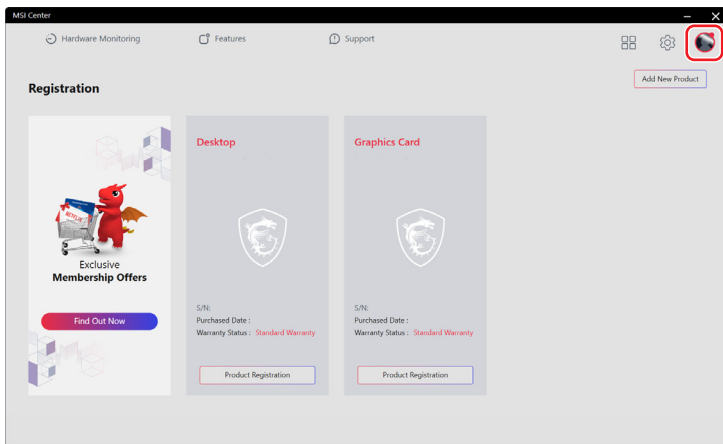 MSI Center
Hardware Monitoring
Features
Support
Registration
Add New Product
NETFLIX
Exclusive
Membership Offers
Find Out Now
Desktop
S/N:
Purchased Date :
Warranty Status : Standard Warranty
Product Registration
Graphics Card
S/N:
Purchased Date :
Warranty Status : Standard Warranty
Product Registration